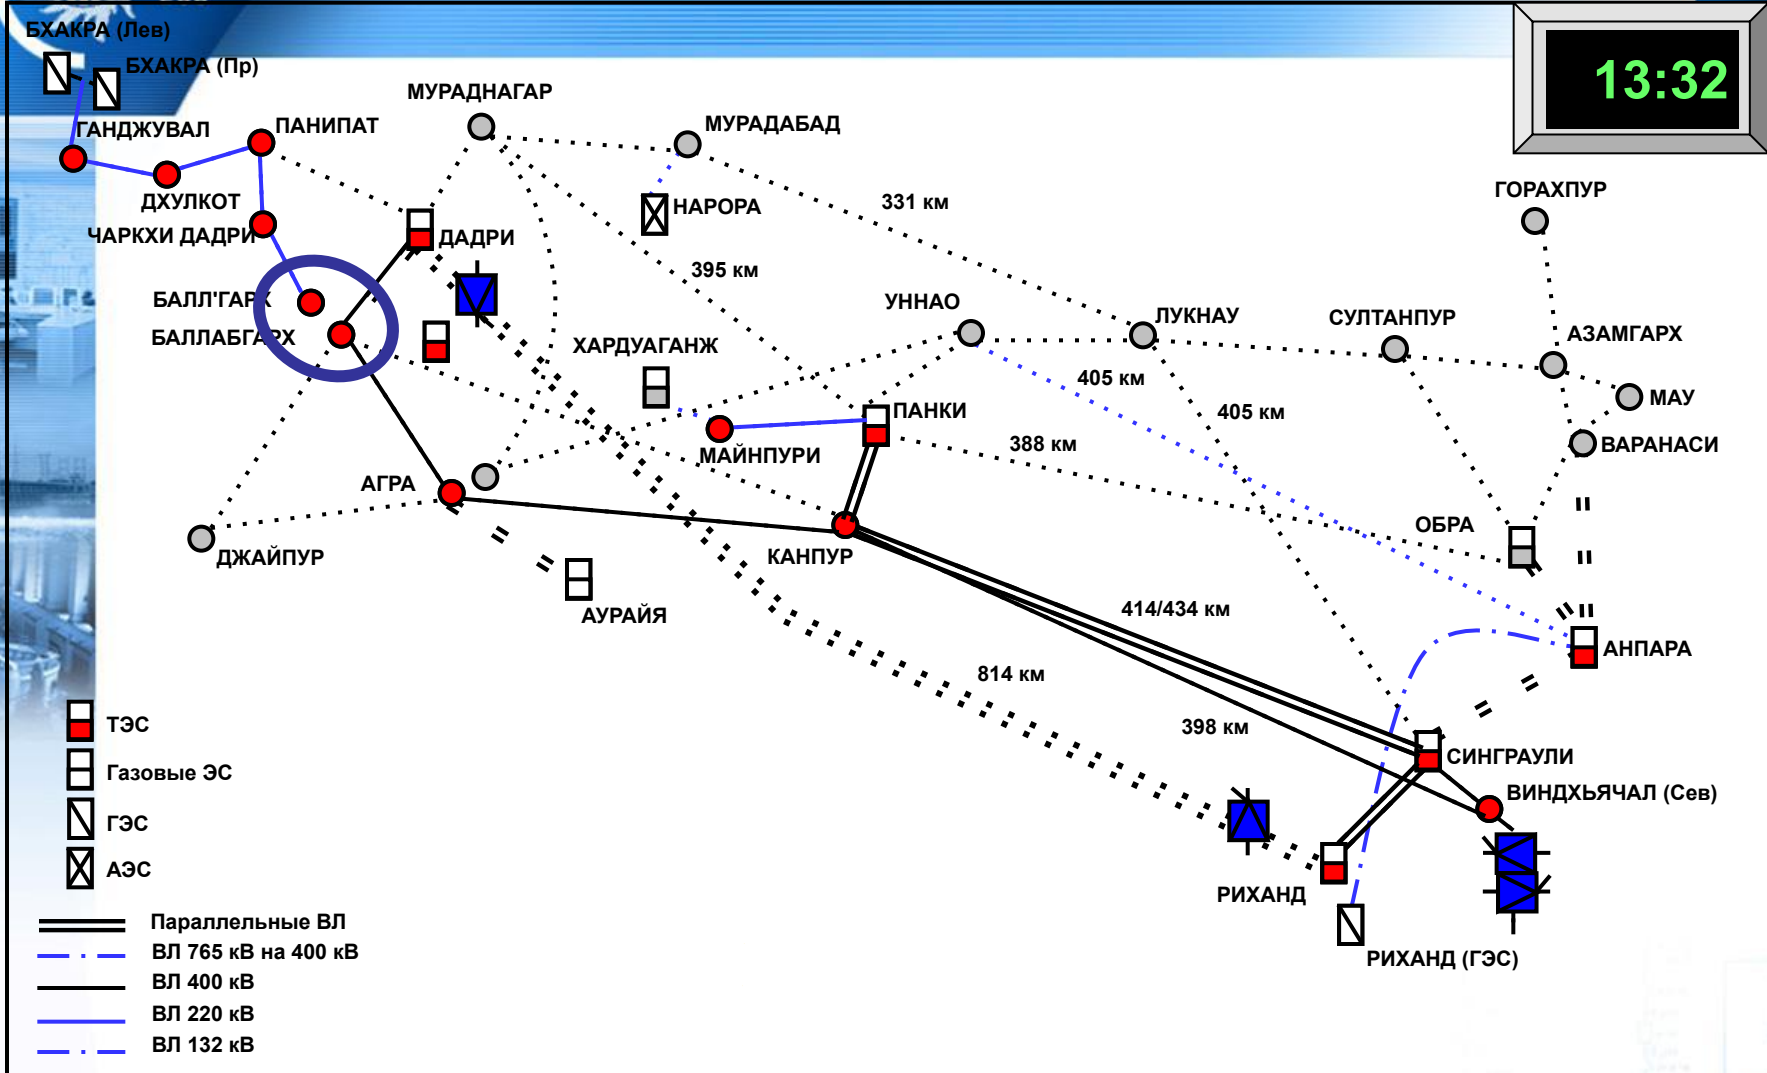 БХАКРА (Лев)
БХАКРА (Пр)
13:32
МУРАДНАГАР
ГАНДЖУВАЛ
ПАНИПАТ
МУРАДАБАД
ДХУЛКОТ
НАРОРА
331 км
ГОРАХПУР
ЧАРКХИ ДАДРИ
ДАДРИ
395 км
БАЛЛ'ГАРХ
УННАО
ЛУКНАУ
СУЛТАНПУР
АЗАМГАРХ
БАЛЛАБГАРХ
ХАРДУАГАНЖ
405 км
405 км
МАУ
ПАНКИ
388 км
ВАРАНАСИ
МАЙНПУРИ
АГРА
ОБРА
ДЖАЙПУР
КАНПУР
АУРАЙЯ
414/434 км
АНПАРА
814 км
398 км
СИНГРАУЛИ
ВИНДХЬЯЧАЛ (Сев)
РИХАНД
РИХАНД (ГЭС)
ТЭС
Газовые ЭС
ГЭС
АЭС
Параллельные ВЛ
ВЛ 765 кВ на 400 кВ
ВЛ 400 кВ
ВЛ 220 кВ
ВЛ 132 кВ